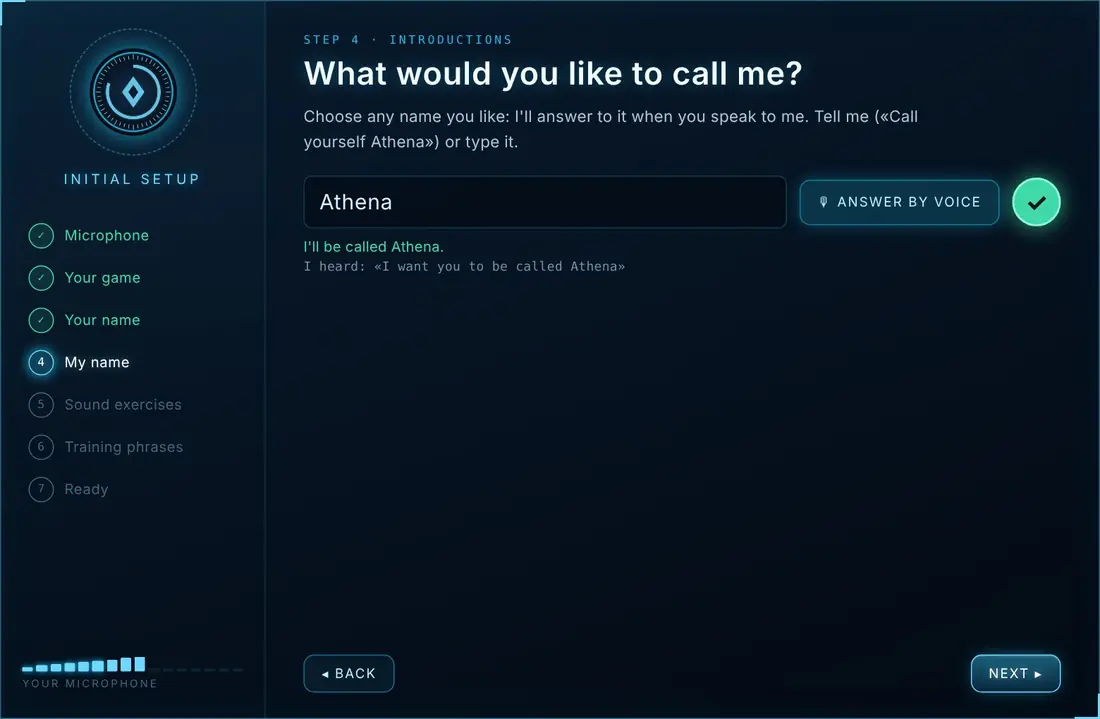 INITIAL SETUP
✓ Microphone
✓ Your game
✓ Your name
4 My name
5 Sound exercises
6 Training phrases
7 Ready
YOUR MICROPHONE
STEP 4 · INTRODUCTIONS
What would you like to call me?
Choose any name you like: I'll answer to it when you speak to me. Tell me («Call
yourself Athena») or type it.
Athena
ANSWER BY VOICE
I'll be called Athena.
I heard: «I want you to be called Athena»
◂ BACK
NEXT ▸